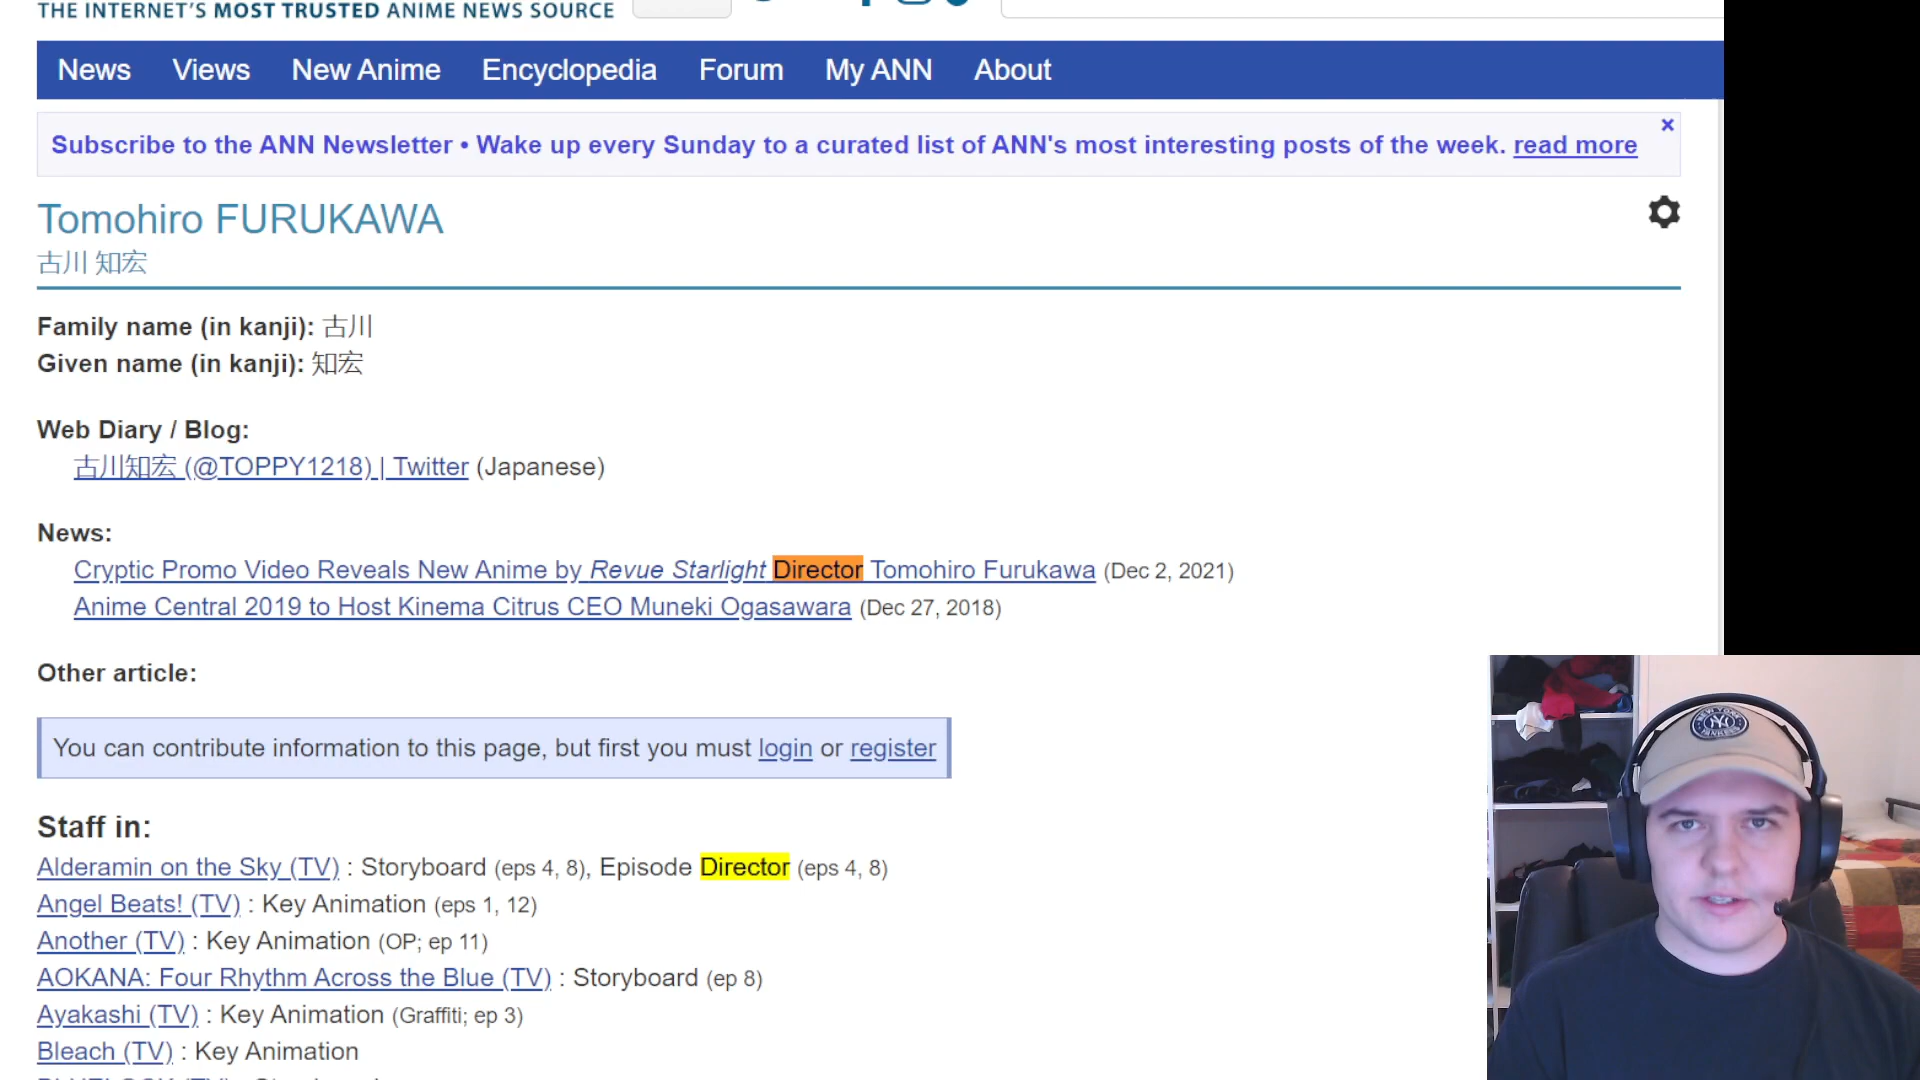 THE INTERNET'S MOST TRUSTED ANIME NEWS SOURCE
News Views New Anime Encyclopedia Forum My ANN About
Subscribe to the ANN Newsletter • Wake up every Sunday to a curated list of ANN's most interesting posts of the week. read more
Tomohiro FURUKAWA
古川 知宏
Family name (in kanji): 古川
Given name (in kanji): 知宏
Web Diary / Blog:
古川知宏 (@TOPPY1218) | Twitter (Japanese)
News:
Cryptic Promo Video Reveals New Anime by Revue Starlight Director Tomohiro Furukawa (Dec 2, 2021)
Anime Central 2019 to Host Kinema Citrus CEO Muneki Ogasawara (Dec 27, 2018)
Other article:
You can contribute information to this page, but first you must login or register
Staff in:
Alderamin on the Sky (TV) : Storyboard (eps 4, 8), Episode Director (eps 4, 8)
Angel Beats! (TV) : Key Animation (eps 1, 12)
Another (TV) : Key Animation (OP; ep 11)
AOKANA: Four Rhythm Across the Blue (TV) : Storyboard (ep 8)
Ayakashi (TV) : Key Animation (Graffiti; ep 3)
Bleach (TV) : Key Animation
NEW YORK
YANKEES